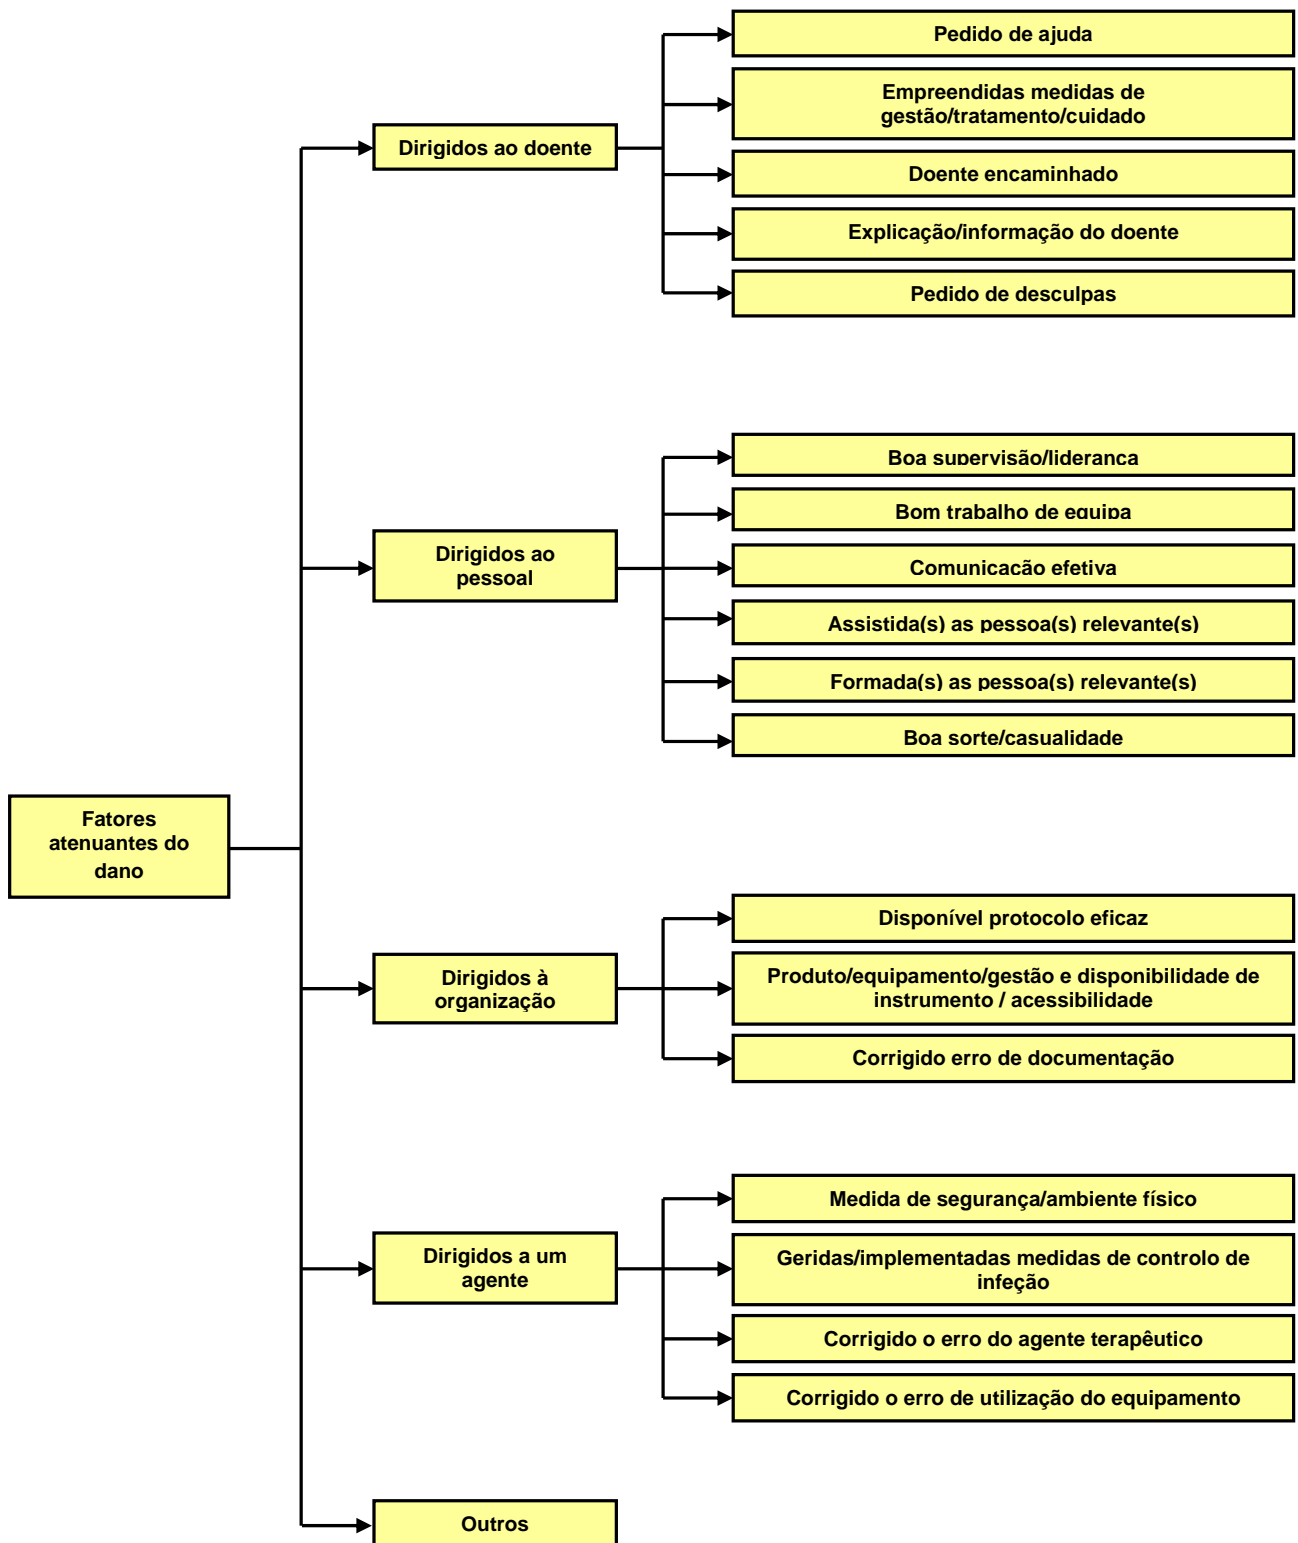 Pedido de ajuda
Empreendidas medidas de
gestão/tratamento/cuidado
Dirigidos ao doente
Doente encaminhado
Explicação/informação do doente
Pedido de desculpas
Boa supervisão/liderança
Bom trabalho de equipa
Dirigidos ao
pessoal
Comunicação efetiva
Assistida(s) as pessoa(s) relevante(s)
Formada(s) as pessoa(s) relevante(s)
Boa sorte/casualidade
Fatores
atenuantes do
dano
Disponível protocolo eficaz
Dirigidos à
organização
Produto/equipamento/gestão e disponibilidade de
instrumento / acessibilidade
Corrigido erro de documentação
Medida de segurança/ambiente físico
Dirigidos a um
agente
Geridas/implementadas medidas de controlo de
infeção
Corrigido o erro do agente terapêutico
Corrigido o erro de utilização do equipamento
Outros